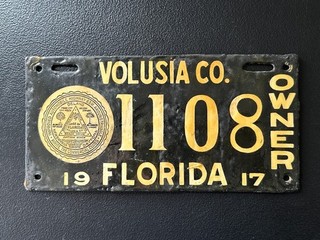 VOLUSIA CO.
1108
OWNER
19 FLORIDA 17